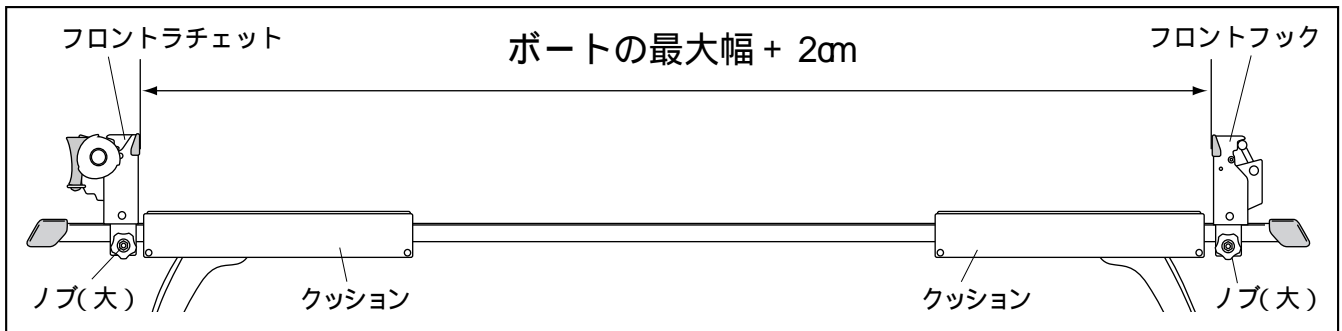 フロントラチェット
ボートの最大幅 + 2㎝
フロントフック
ノブ(大)
クッション
クッション
ノブ(大)